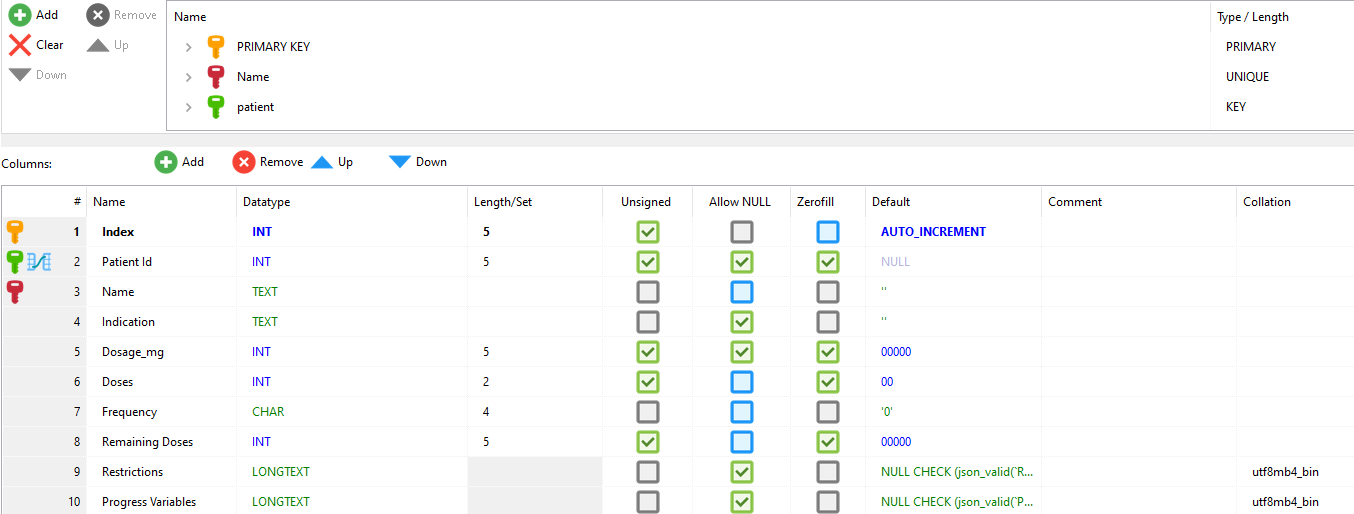 Add Remove Name Type / Length
Clear Up PRIMARY KEY PRIMARY
Down Name UNIQUE
patient KEY
Columns: Add Remove Up Down
# Name Datatype Length/Set Unsigned Allow NULL Zerofill Default Comment Collation
1 Index INT 5 AUTO_INCREMENT
2 Patient Id INT 5 NULL
3 Name TEXT ''
4 Indication TEXT ''
5 Dosage_mg INT 5 00000
6 Doses INT 2 00
7 Frequency CHAR 4 '0'
8 Remaining Doses INT 5 00000
9 Restrictions LONGTEXT NULL CHECK (json_valid(`R... utf8mb4_bin
10 Progress Variables LONGTEXT NULL CHECK (json_valid(`P... utf8mb4_bin